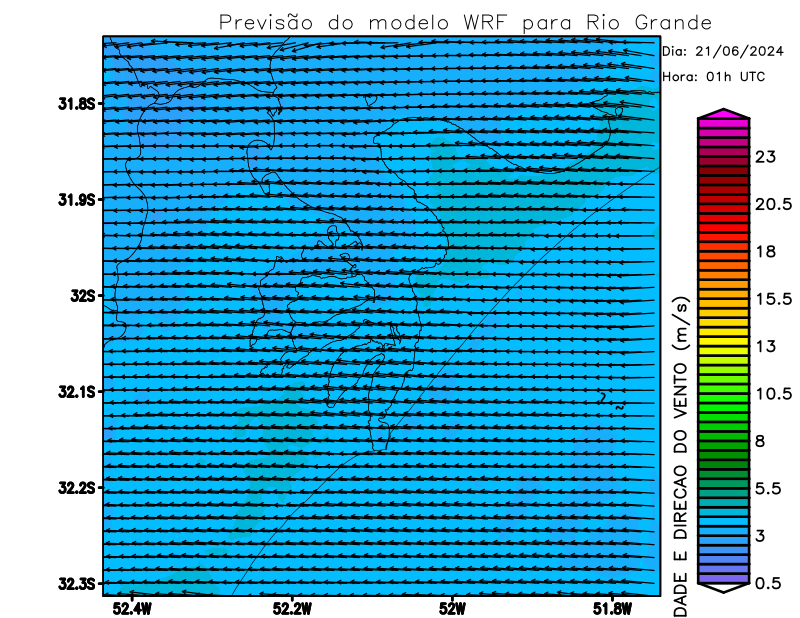 Previsão do modelo WRF para Rio Grande
Dia: 21/06/2024
Hora: 01h UTC
31.8S
31.9S
32S
32.1S
32.2S
32.3S
52.4W
52.2W
52W
51.8W
23
20.5
18
15.5
13
10.5
8
5.5
3
0.5
DADE E DIRECAO DO VENTO (m/s)